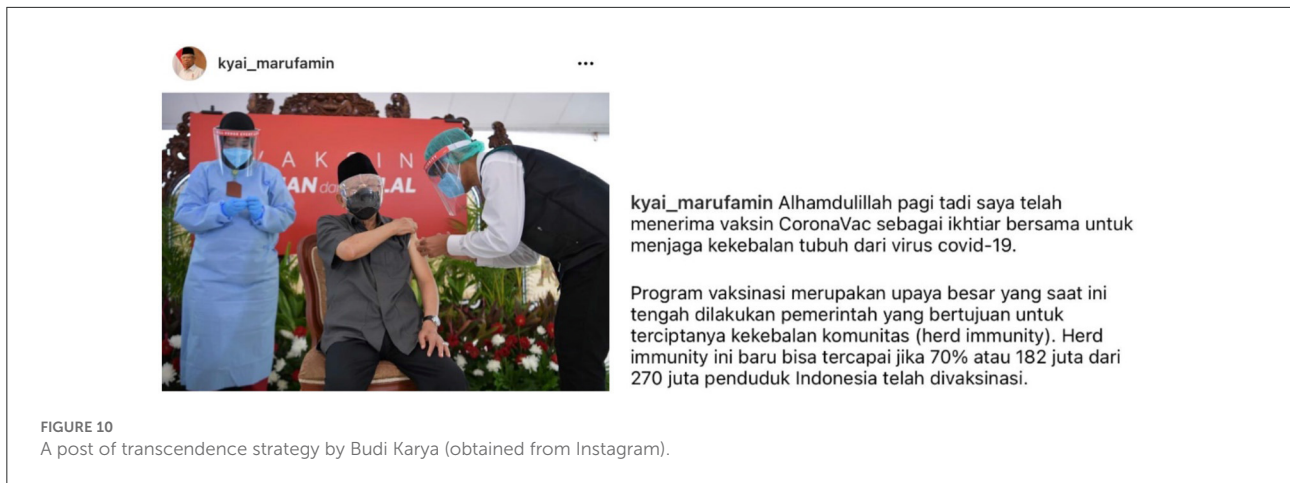 kyai_marufamin
VAKSIN
AN dan LAL
kyai_marufamin Alhamdulillah pagi tadi saya telah
menerima vaksin CoronaVac sebagai ikhtiar bersama untuk
menjaga kekebalan tubuh dari virus covid-19.
Program vaksinasi merupakan upaya besar yang saat ini
tengah dilakukan pemerintah yang bertujuan untuk
terciptanya kekebalan komunitas (herd immunity). Herd
immunity ini baru bisa tercapai jika 70% atau 182 juta dari
270 juta penduduk Indonesia telah divaksinasi.
FIGURE 10
A post of transcendence strategy by Budi Karya (obtained from Instagram).